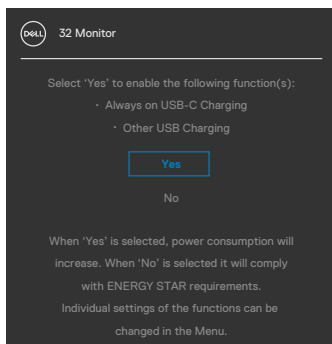 DELL
32 Monitor
Select ‘Yes’ to enable the following function(s):
· Always on USB-C Charging
· Other USB Charging
Yes
No
When ‘Yes’ is selected, power consumption will
increase. When ‘No’ is selected it will comply
with ENERGY STAR requirements.
Individual settings of the functions can be
changed in the Menu.